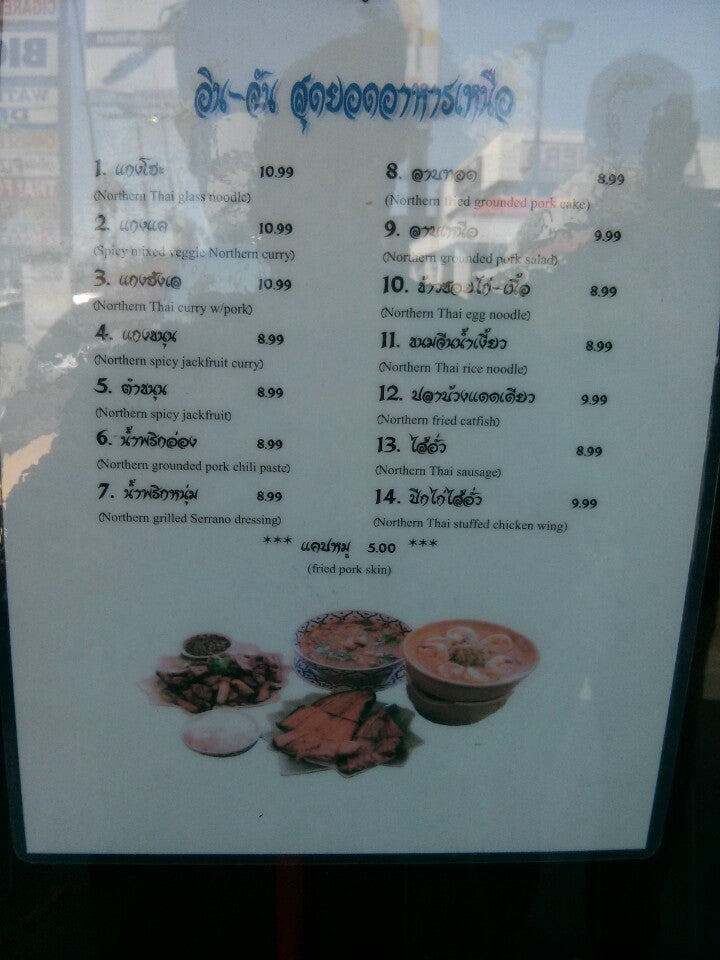 อิน-จัน สุดยอดอาหารเหนือ
1. แกงโฮะ 10.99
(Northern Thai glass noodle)
2. แกงแค 10.99
(Spicy mixed veggie Northern curry)
3. แกงฮังเล 10.99
(Northern Thai curry w/pork)
4. แกงขนุน 8.99
(Northern spicy jackfruit curry)
5. ตำขนุน 8.99
(Northern spicy jackfruit)
6. น้ำพริกอ่อง 8.99
(Northern grounded pork chili paste)
7. น้ำพริกหนุ่ม 8.99
(Northern grilled Serrano dressing)
8. ลาบทอด 8.99
(Northern fried grounded pork cake)
9. ลาบเหนือ 9.99
(Northern grounded pork salad)
10. ข้าวซอยไก่-เนื้อ 8.99
(Northern Thai egg noodle)
11. ขนมจีนน้ำเงี้ยว 8.99
(Northern Thai rice noodle)
12. ปลาช่วงแดดเดียว 9.99
(Northern fried catfish)
13. ไส้อั่ว 8.99
(Northern Thai sausage)
14. ปีกไก่ไส้อั่ว 9.99
(Northern Thai stuffed chicken wing)
*** แคปหมู 5.00 ***
(fried pork skin)